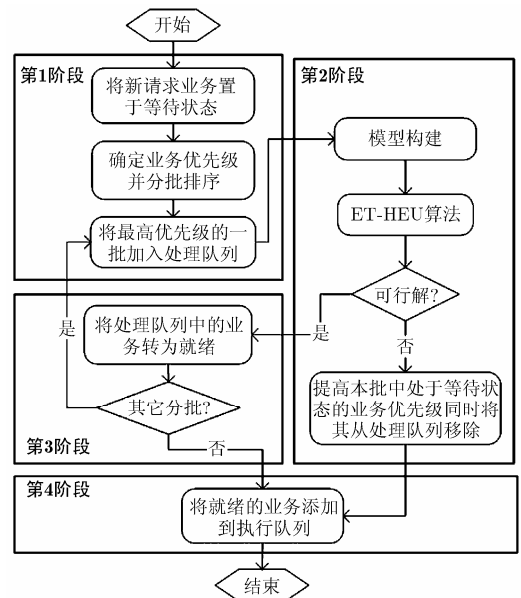 开始
第1阶段
将新请求业务置
于等待状态
确定业务优先级
并分批排序
将最高优先级的一
批加入处理队列
第2阶段
模型构建
ET-HEU算法
可行解?
是
否
提高本批中处于等待状
态的业务优先级同时将
其从处理队列移除
将处理队列中的业
务转为就绪
是
其它分批?
否
第3阶段
第4阶段
将就绪的业务添加
到执行队列
结束